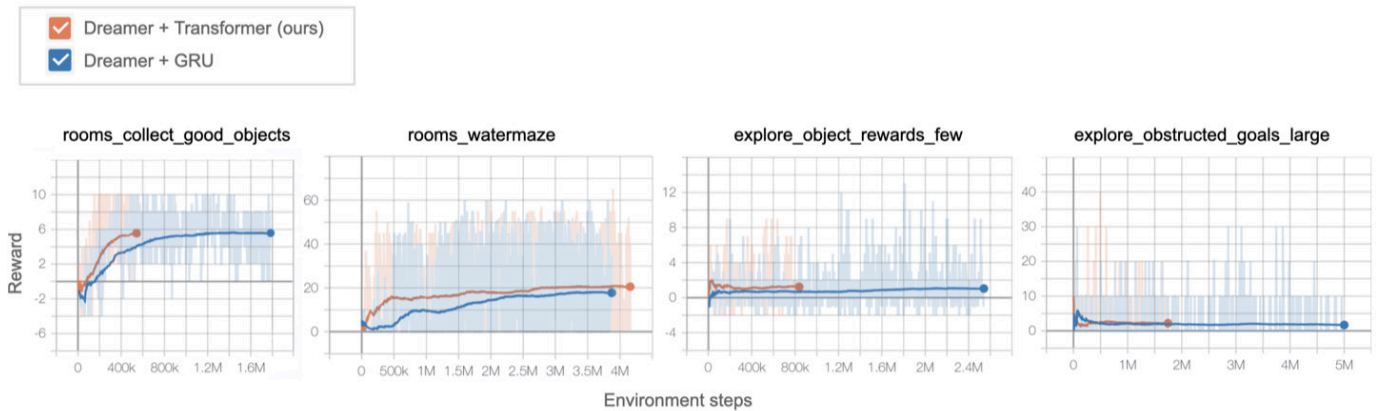 Dreamer + Transformer (ours)
Dreamer + GRU
rooms_collect_good_objects
rooms_watermaze
explore_object_rewards_few
explore_obstructed_goals_large
Reward
10
6
2
-2
-6
0
400k
800k
1.2M
1.6M
60
40
20
0
0
500k
1M
1.5M
2M
2.5M
3.5M
4M
12
8
4
0
-4
0
400k
800k
1.2M
1.6M
2M
2.4M
40
30
20
10
0
0
1M
2M
3M
4M
5M
Environment steps